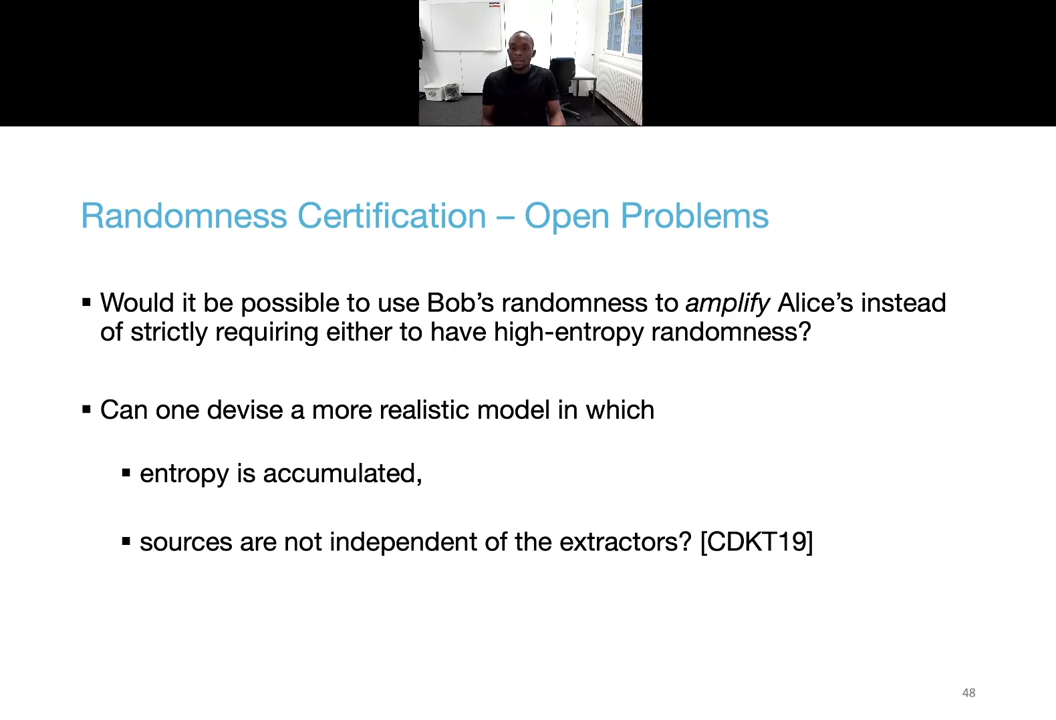 Randomness Certification – Open Problems
▪ Would it be possible to use Bob’s randomness to amplify Alice’s instead
of strictly requiring either to have high-entropy randomness?
▪ Can one devise a more realistic model in which
▪ entropy is accumulated,
▪ sources are not independent of the extractors? [CDKT19]
48